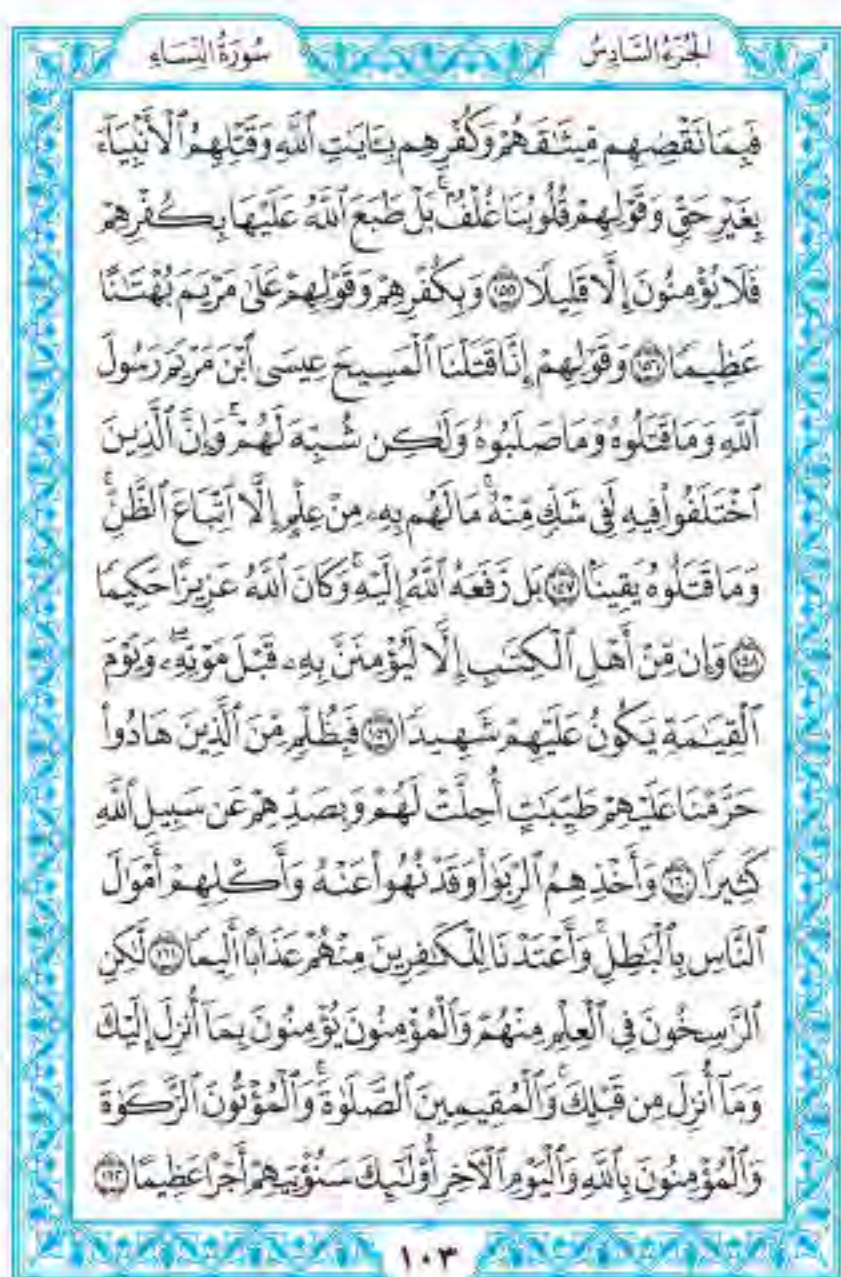 الجزء السادس
سورة النساء
فَبِمَا نَقْضِهِم مِّيثَٰقَهُمْ وَكُفْرِهِم بِـَٔايَٰتِ ٱللَّهِ وَقَتْلِهِمُ ٱلْأَنۢبِيَآءَ
بِغَيْرِ حَقٍّ وَقَوْلِهِمْ قُلُوبُنَا غُلْفٌۢ ۚ بَلْ طَبَعَ ٱللَّهُ عَلَيْهَا بِكُفْرِهِمْ
فَلَا يُؤْمِنُونَ إِلَّا قَلِيلًا ١٥٥ وَبِكُفْرِهِمْ وَقَوْلِهِمْ عَلَىٰ مَرْيَمَ بُهْتَٰنًا
عَظِيمًا ١٥٦ وَقَوْلِهِمْ إِنَّا قَتَلْنَا ٱلْمَسِيحَ عِيسَى ٱبْنَ مَرْيَمَ رَسُولَ
ٱللَّهِ وَمَا قَتَلُوهُ وَمَا صَلَبُوهُ وَلَٰكِن شُبِّهَ لَهُمْ ۚ وَإِنَّ ٱلَّذِينَ
ٱخْتَلَفُوا۟ فِيهِ لَفِى شَكٍّ مِّنْهُ ۚ مَا لَهُم بِهِۦ مِنْ عِلْمٍ إِلَّا ٱتِّبَاعَ ٱلظَّنِّ ۚ
وَمَا قَتَلُوهُ يَقِينًۢا ١٥٧ بَل رَّفَعَهُ ٱللَّهُ إِلَيْهِ ۚ وَكَانَ ٱللَّهُ عَزِيزًا حَكِيمًا
١٥٨ وَإِن مِّنْ أَهْلِ ٱلْكِتَٰبِ إِلَّا لَيُؤْمِنَنَّ بِهِۦ قَبْلَ مَوْتِهِۦ ۖ وَيَوْمَ
ٱلْقِيَٰمَةِ يَكُونُ عَلَيْهِمْ شَهِيدًا ١٥٩ فَبِظُلْمٍ مِّنَ ٱلَّذِينَ هَادُوا۟
حَرَّمْنَا عَلَيْهِمْ طَيِّبَٰتٍ أُحِلَّتْ لَهُمْ وَبِصَدِّهِمْ عَن سَبِيلِ ٱللَّهِ
كَثِيرًا ١٦٠ وَأَخْذِهِمُ ٱلرِّبَوٰا۟ وَقَدْ نُهُوا۟ عَنْهُ وَأَكْلِهِمْ أَمْوَٰلَ
ٱلنَّاسِ بِٱلْبَٰطِلِ ۚ وَأَعْتَدْنَا لِلْكَٰفِرِينَ مِنْهُمْ عَذَابًا أَلِيمًا ١٦١ لَّٰكِنِ
ٱلرَّٰسِخُونَ فِى ٱلْعِلْمِ مِنْهُمْ وَٱلْمُؤْمِنُونَ يُؤْمِنُونَ بِمَآ أُنزِلَ إِلَيْكَ
وَمَآ أُنزِلَ مِن قَبْلِكَ ۚ وَٱلْمُقِيمِينَ ٱلصَّلَوٰةَ ۚ وَٱلْمُؤْتُونَ ٱلزَّكَوٰةَ
وَٱلْمُؤْمِنُونَ بِٱللَّهِ وَٱلْيَوْمِ ٱلْءَاخِرِ أُو۟لَٰٓئِكَ سَنُؤْتِيهِمْ أَجْرًا عَظِيمًا ١٦٢
١٠٣